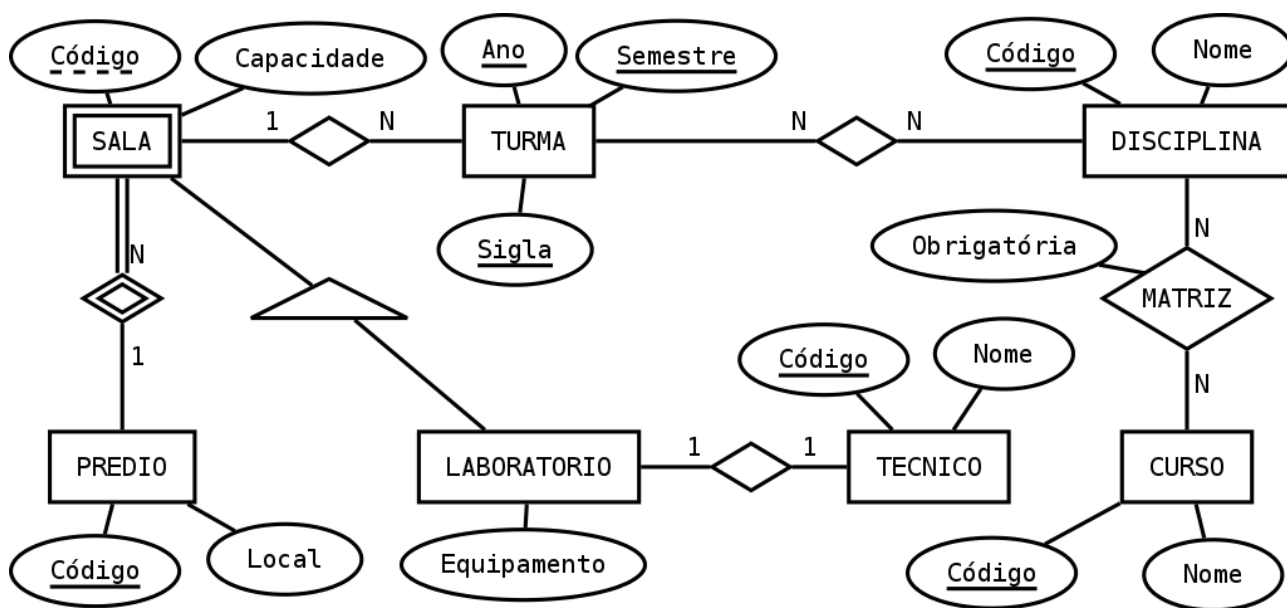 Código
Capacidade
Ano
Semestre
Código
Nome
SALA
1
N
TURMA
N
N
DISCIPLINA
Sigla
N
Obrigatória
N
MATRIZ
1
Código
Nome
N
PREDIO
LABORATORIO
1
1
TECNICO
CURSO
Código
Local
Equipamento
Código
Nome